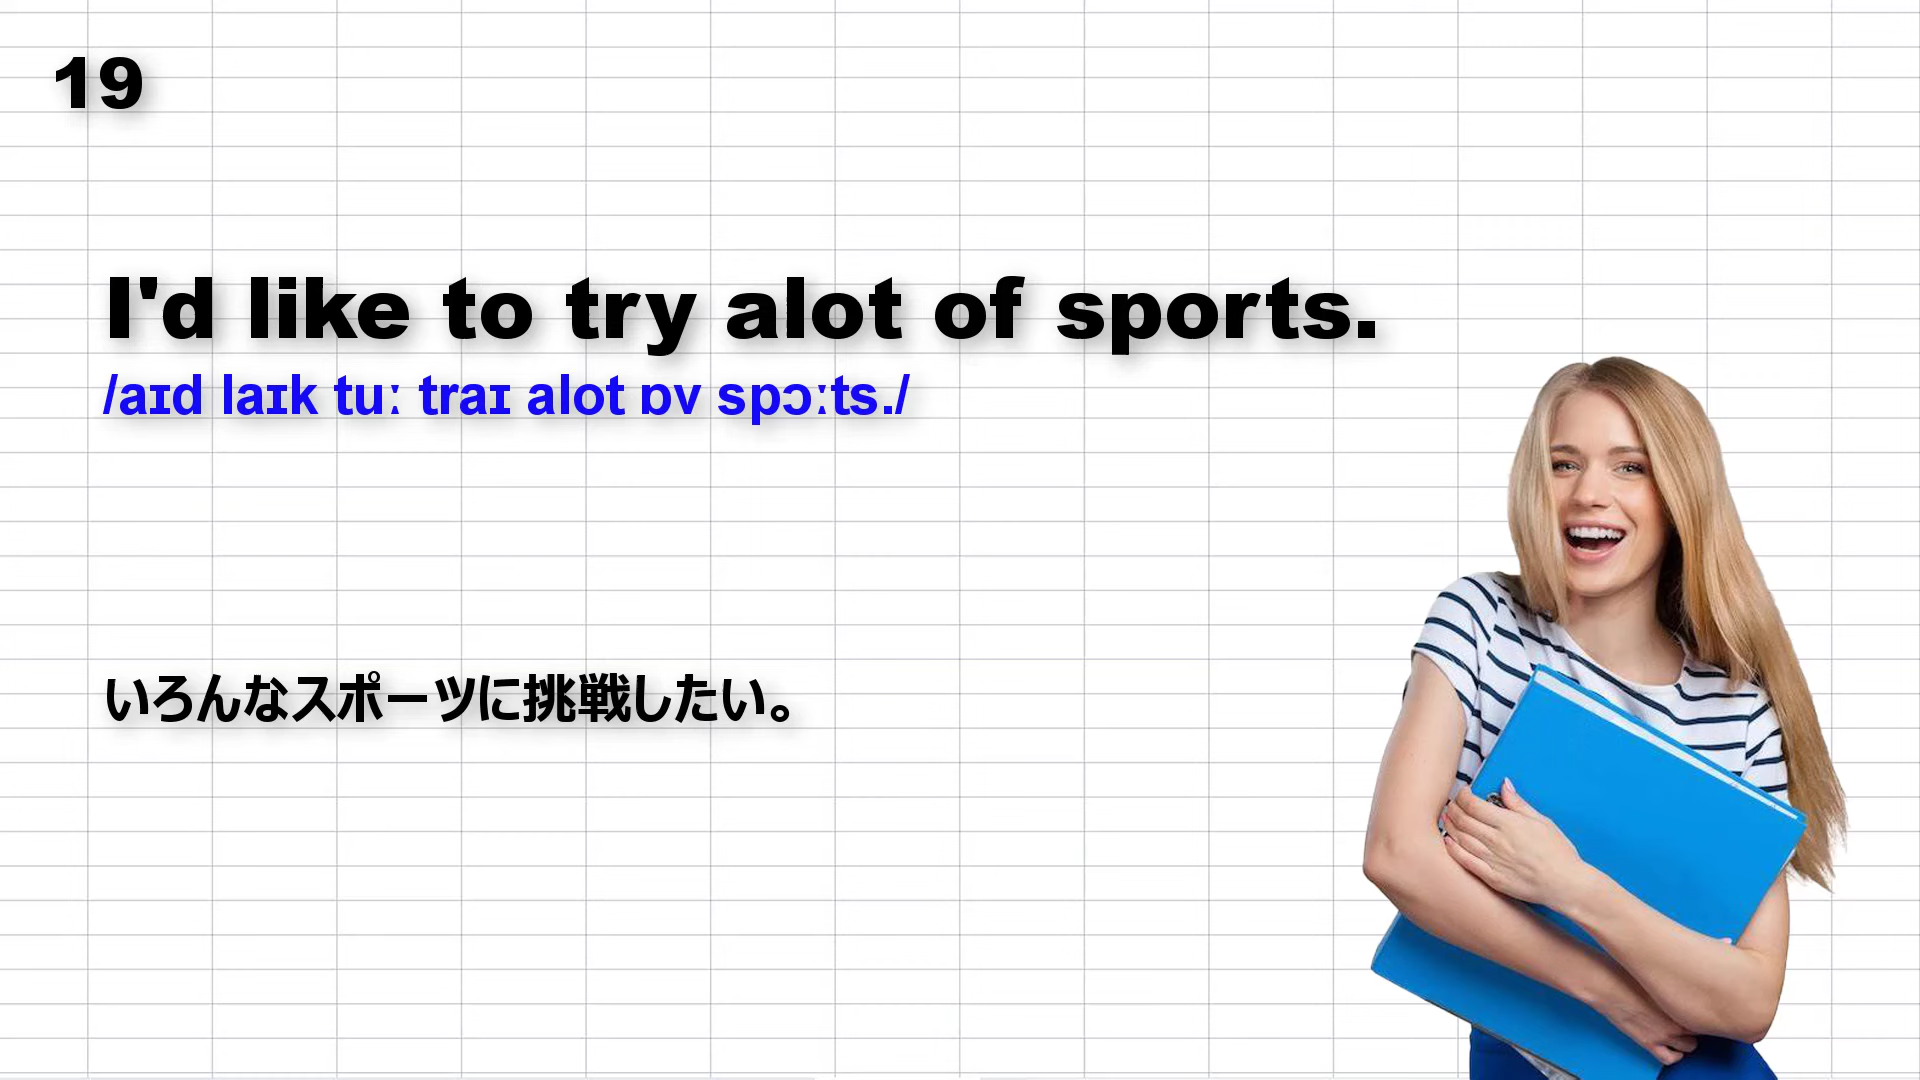 19
I'd like to try alot of sports.
/aɪd laɪk tuː traɪ alot ɒv spɔːts./
いろんなスポーツに挑戦したい。